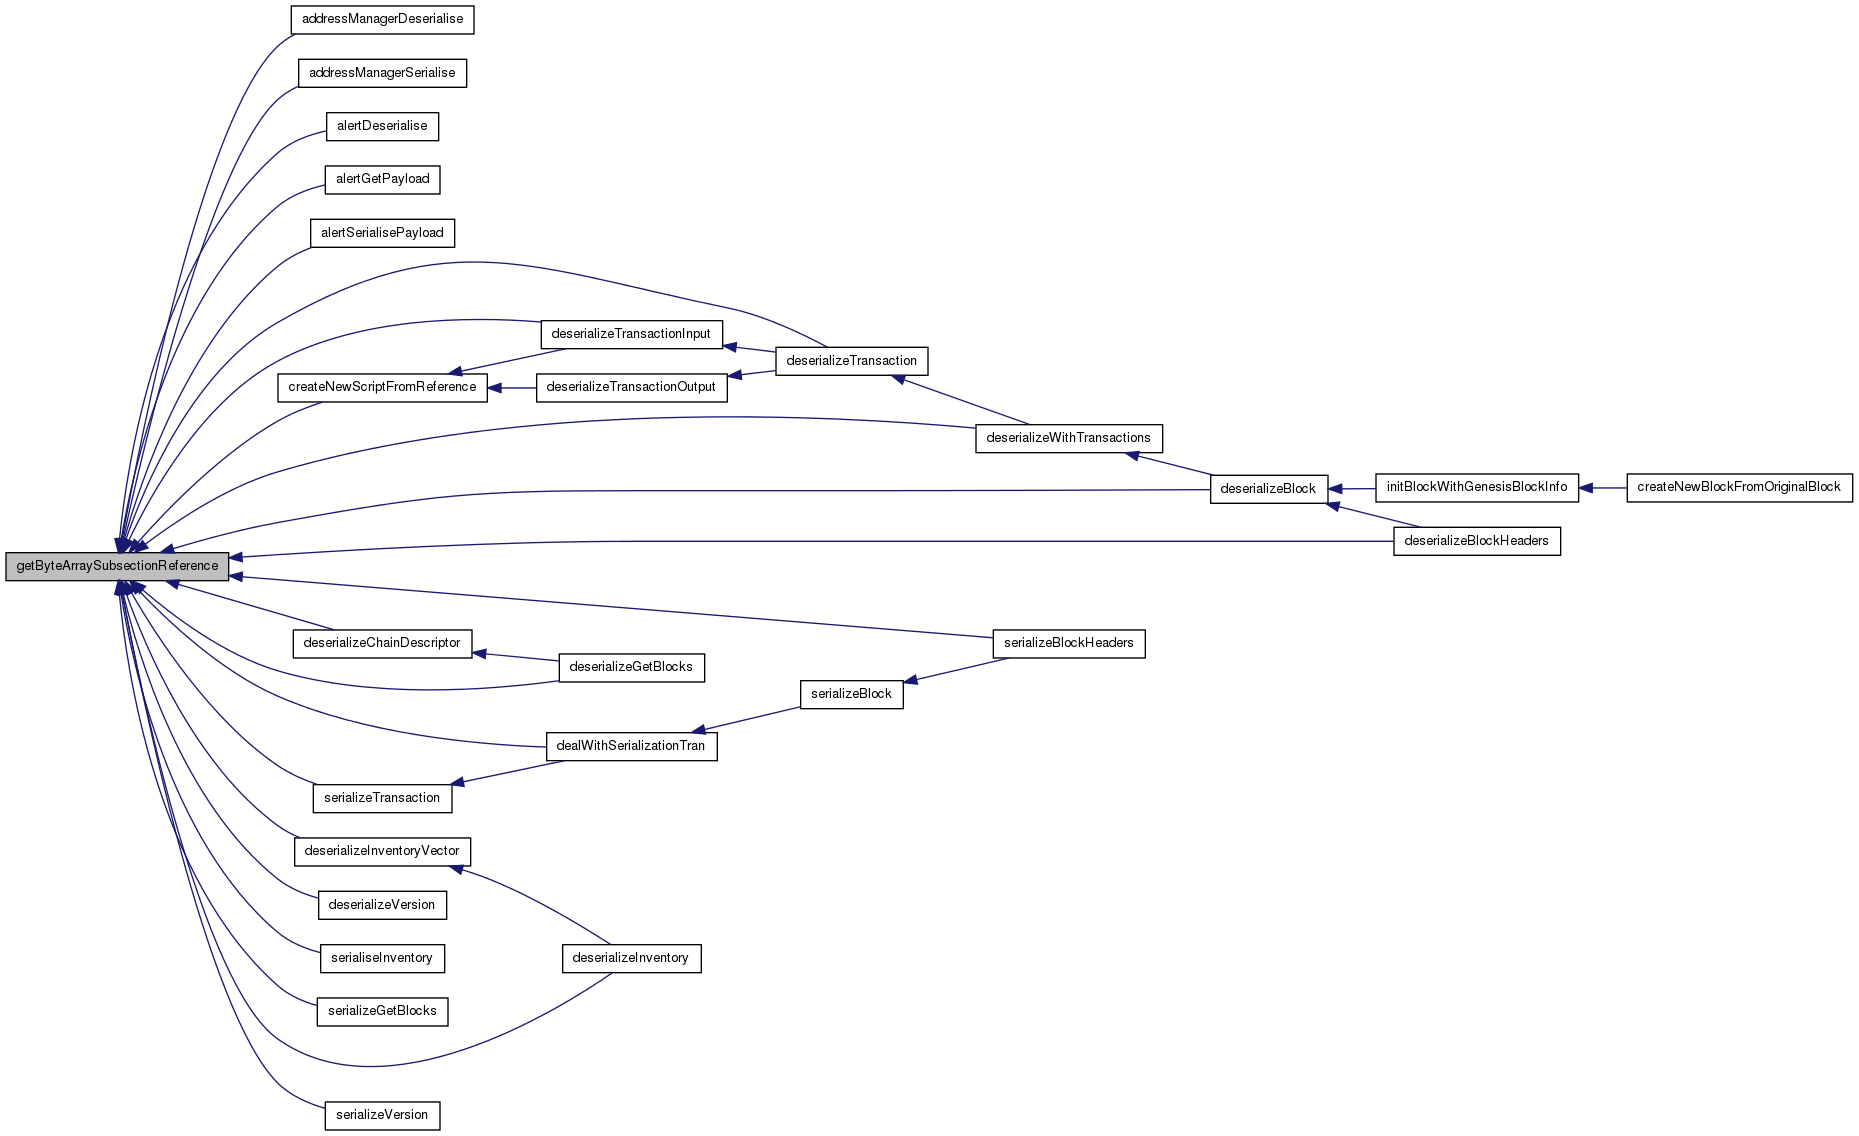 addressManagerDeserialise
addressManagerSerialise
alertDeserialise
alertGetPayload
alertSerialisePayload
deserializeTransactionInput
deserializeTransaction
createNewScriptFromReference
deserializeTransactionOutput
deserializeWithTransactions
deserializeBlock
initBlockWithGenesisBlockInfo
createNewBlockFromOriginalBlock
deserializeBlockHeaders
getByteArraySubsectionReference
deserializeChainDescriptor
serializeBlockHeaders
deserializeGetBlocks
serializeBlock
dealWithSerializationTran
serializeTransaction
deserializeInventoryVector
deserializeVersion
serialiseInventory
deserializeInventory
serializeGetBlocks
serializeVersion